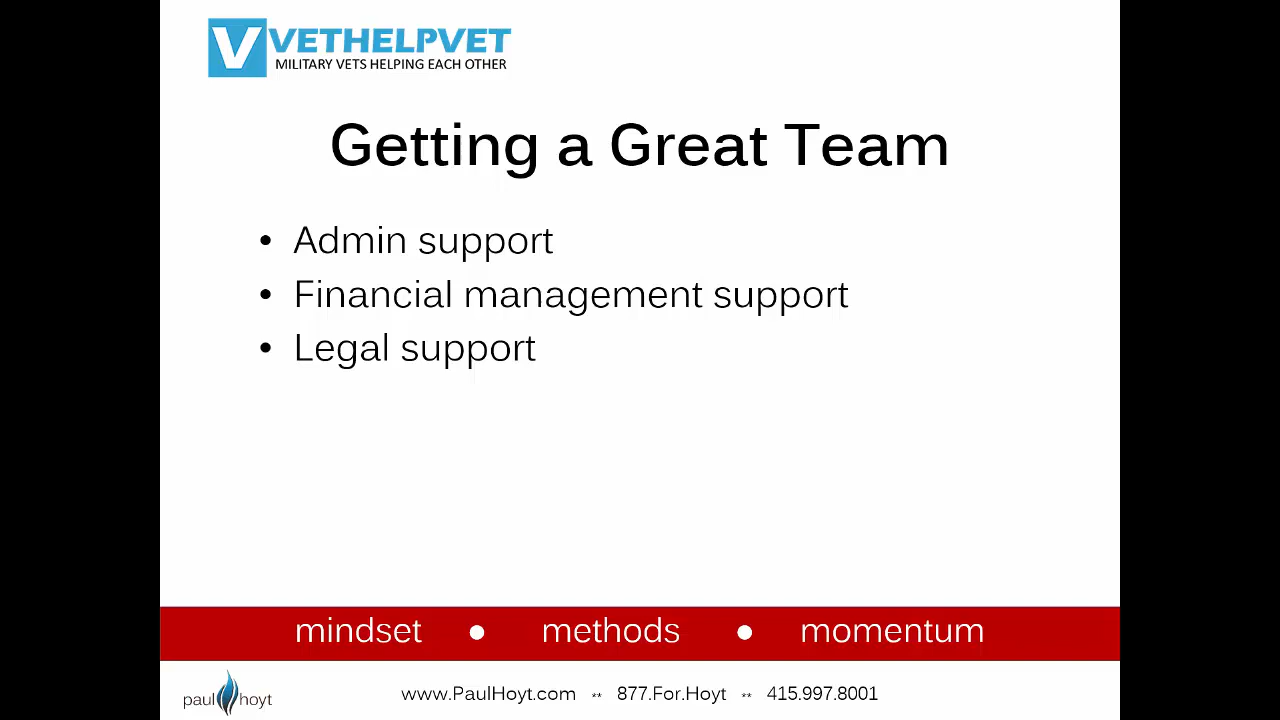 V VETHELPVET
MILITARY VETS HELPING EACH OTHER
Getting a Great Team
• Admin support
• Financial management support
• Legal support
mindset ● methods ● momentum
paul hoyt
www.PaulHoyt.com ** 877.For.Hoyt ** 415.997.8001